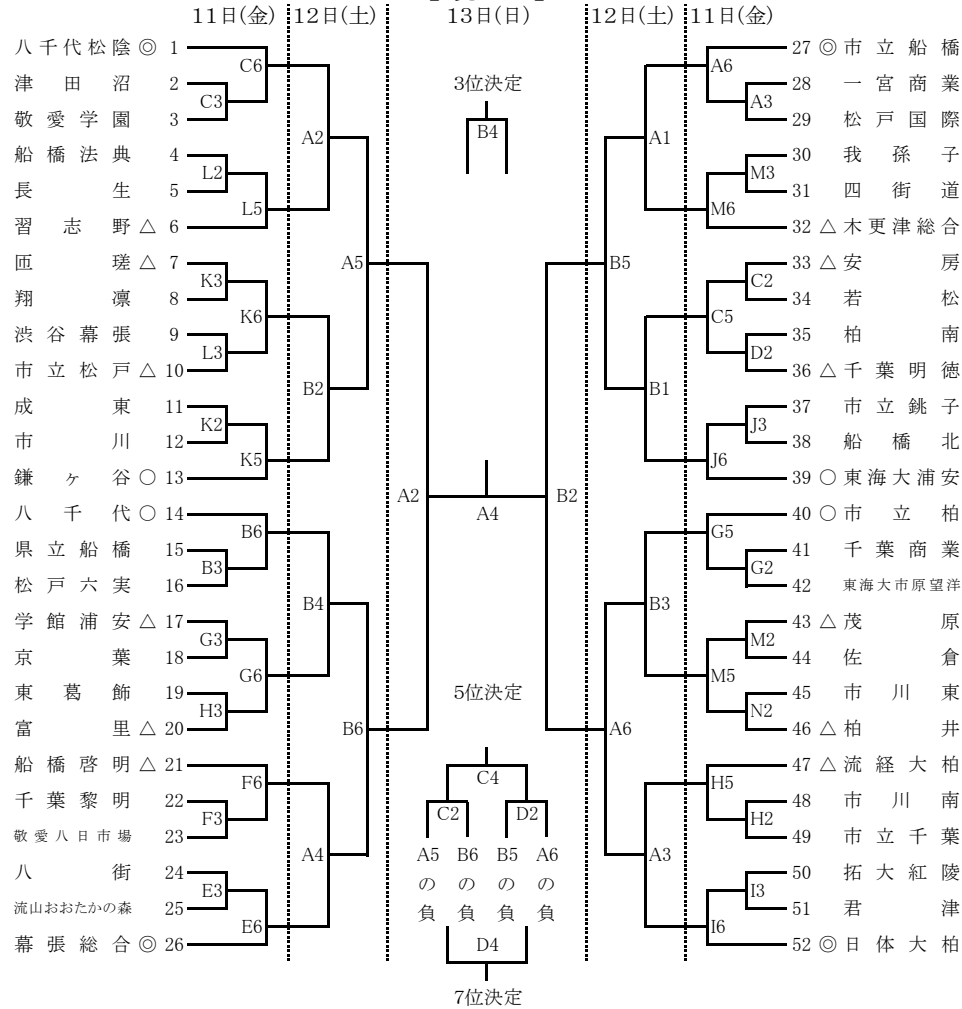 11日(金) 12日(土) 13日(日) 12日(土) 11日(金)
八千代松陰 ◎ 1
津田沼 2
敬愛学園 3
船橋法典 4
長生 5
習志野 △ 6
匝瑳 △ 7
翔凛 8
渋谷幕張 9
市立松戸 △ 10
成東 11
市川 12
鎌ヶ谷 ○ 13
八千代 ○ 14
県立船橋 15
松戸六実 16
学館浦安 △ 17
京葉 18
東葛飾 19
富里 △ 20
船橋啓明 △ 21
千葉黎明 22
敬愛八日市場 23
八街 24
流山おおたかの森 25
幕張総合 ◎ 26
C6
C3
L2
L5
K3
K6
L3
K2
K5
B6
B3
G3
G6
H3
F6
F3
E3
E6
A2
B2
B4
A4
A5
B6
A2
3位決定
B4
A4
5位決定
C4
C2 D2
A5 B6 B5 A6
の の の の
負 負 負 負
D4
7位決定
B2
B5
A6
A1
B1
B3
A3
A6
A3
M3
M6
C2
C5
D2
J3
J6
G5
G2
M2
M5
N2
H5
H2
I3
I6
27 ◎ 市立船橋
28 一宮商業
29 松戸国際
30 我孫子
31 四街道
32 △ 木更津総合
33 △ 安房
34 若松
35 柏南
36 △ 千葉明徳
37 市立銚子
38 船橋北
39 ○ 東海大浦安
40 ○ 市立柏
41 千葉商業
42 東海大市原望洋
43 △ 茂原
44 佐倉
45 市川東
46 △ 柏井
47 △ 流経大柏
48 市川南
49 市立千葉
50 拓大紅陵
51 君津
52 ◎ 日体大柏